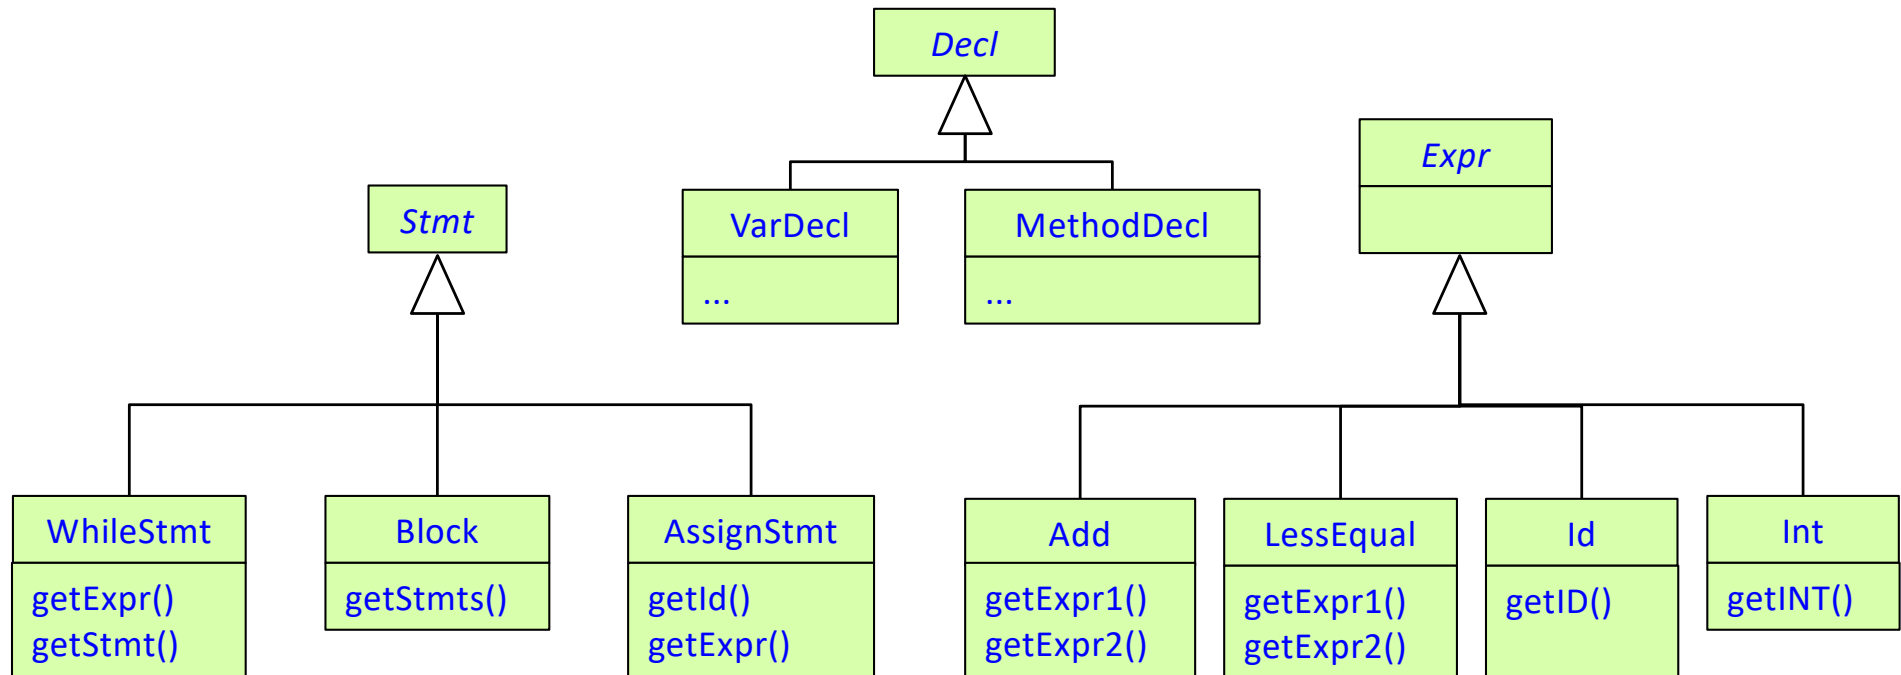 Decl
Expr
Stmt
VarDecl
...
MethodDecl
...
WhileStmt
getExpr()
getStmt()
Block
getStmts()
AssignStmt
getId()
getExpr()
Add
getExpr1()
getExpr2()
LessEqual
getExpr1()
getExpr2()
Id
getID()
Int
getINT()